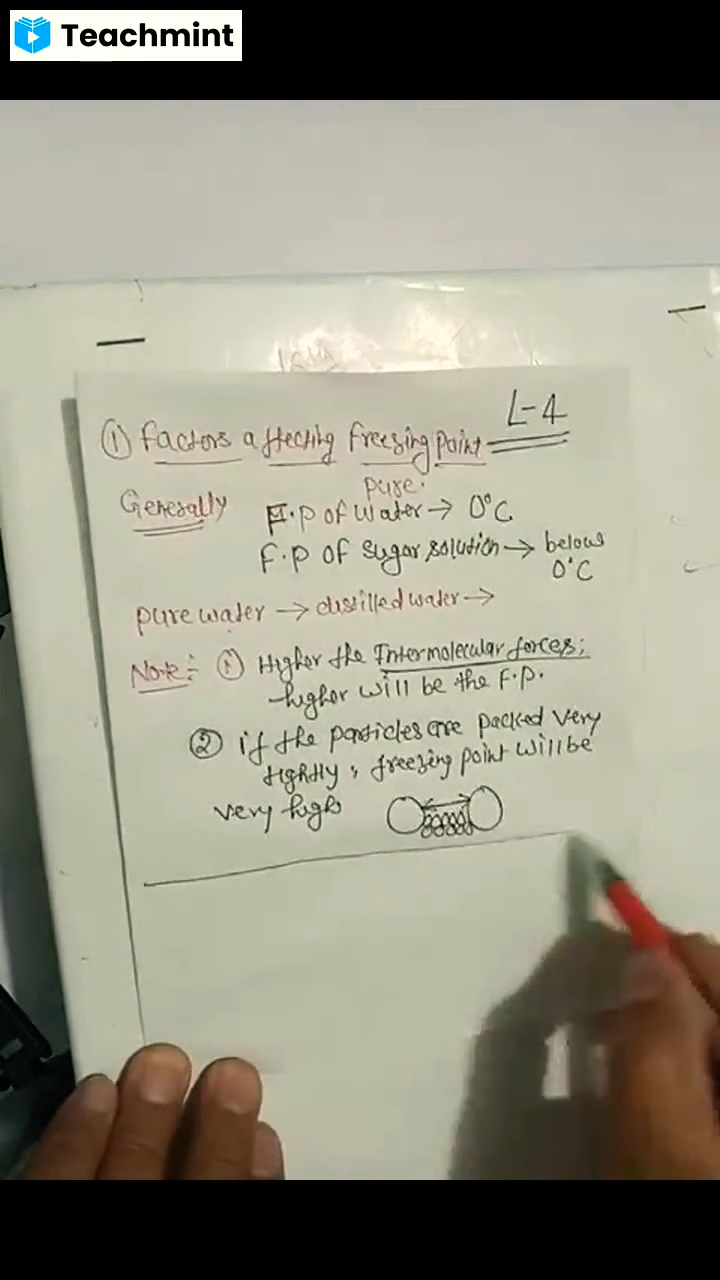 Teachmint
L-4
① Factors affecting freezing point
Generally F.p of pure water → 0°C
F.p of sugar solution → below 0°C
pure water → distilled water →
Note:- ① Higher the Intermolecular forces;
higher will be the F.p.
② if the particles are packed very
tightly, freezing point will be
very high